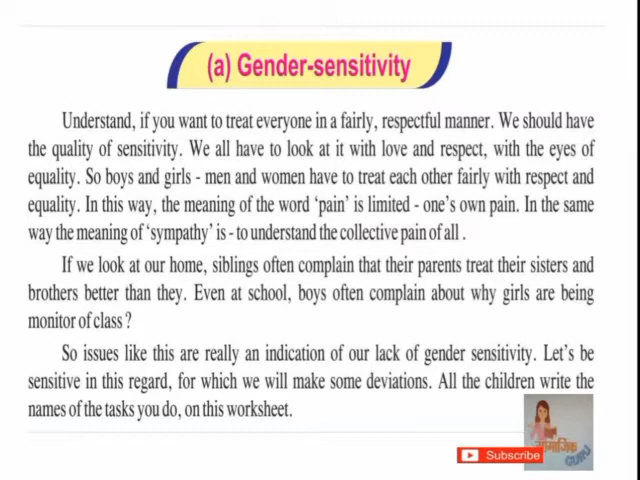 (a) Gender-sensitivity
Understand, if you want to treat everyone in a fairly, respectful manner. We should have
the quality of sensitivity. We all have to look at it with love and respect, with the eyes of
equality. So boys and girls - men and women have to treat each other fairly with respect and
equality. In this way, the meaning of the word 'pain' is limited - one's own pain. In the same
way the meaning of 'sympathy' is - to understand the collective pain of all .
If we look at our home, siblings often complain that their parents treat their sisters and
brothers better than they. Even at school, boys often complain about why girls are being
monitor of class?
So issues like this are really an indication of our lack of gender sensitivity. Let's be
sensitive in this regard, for which we will make some deviations. All the children write the
names of the tasks you do, on this worksheet.
Subscribe
GURU